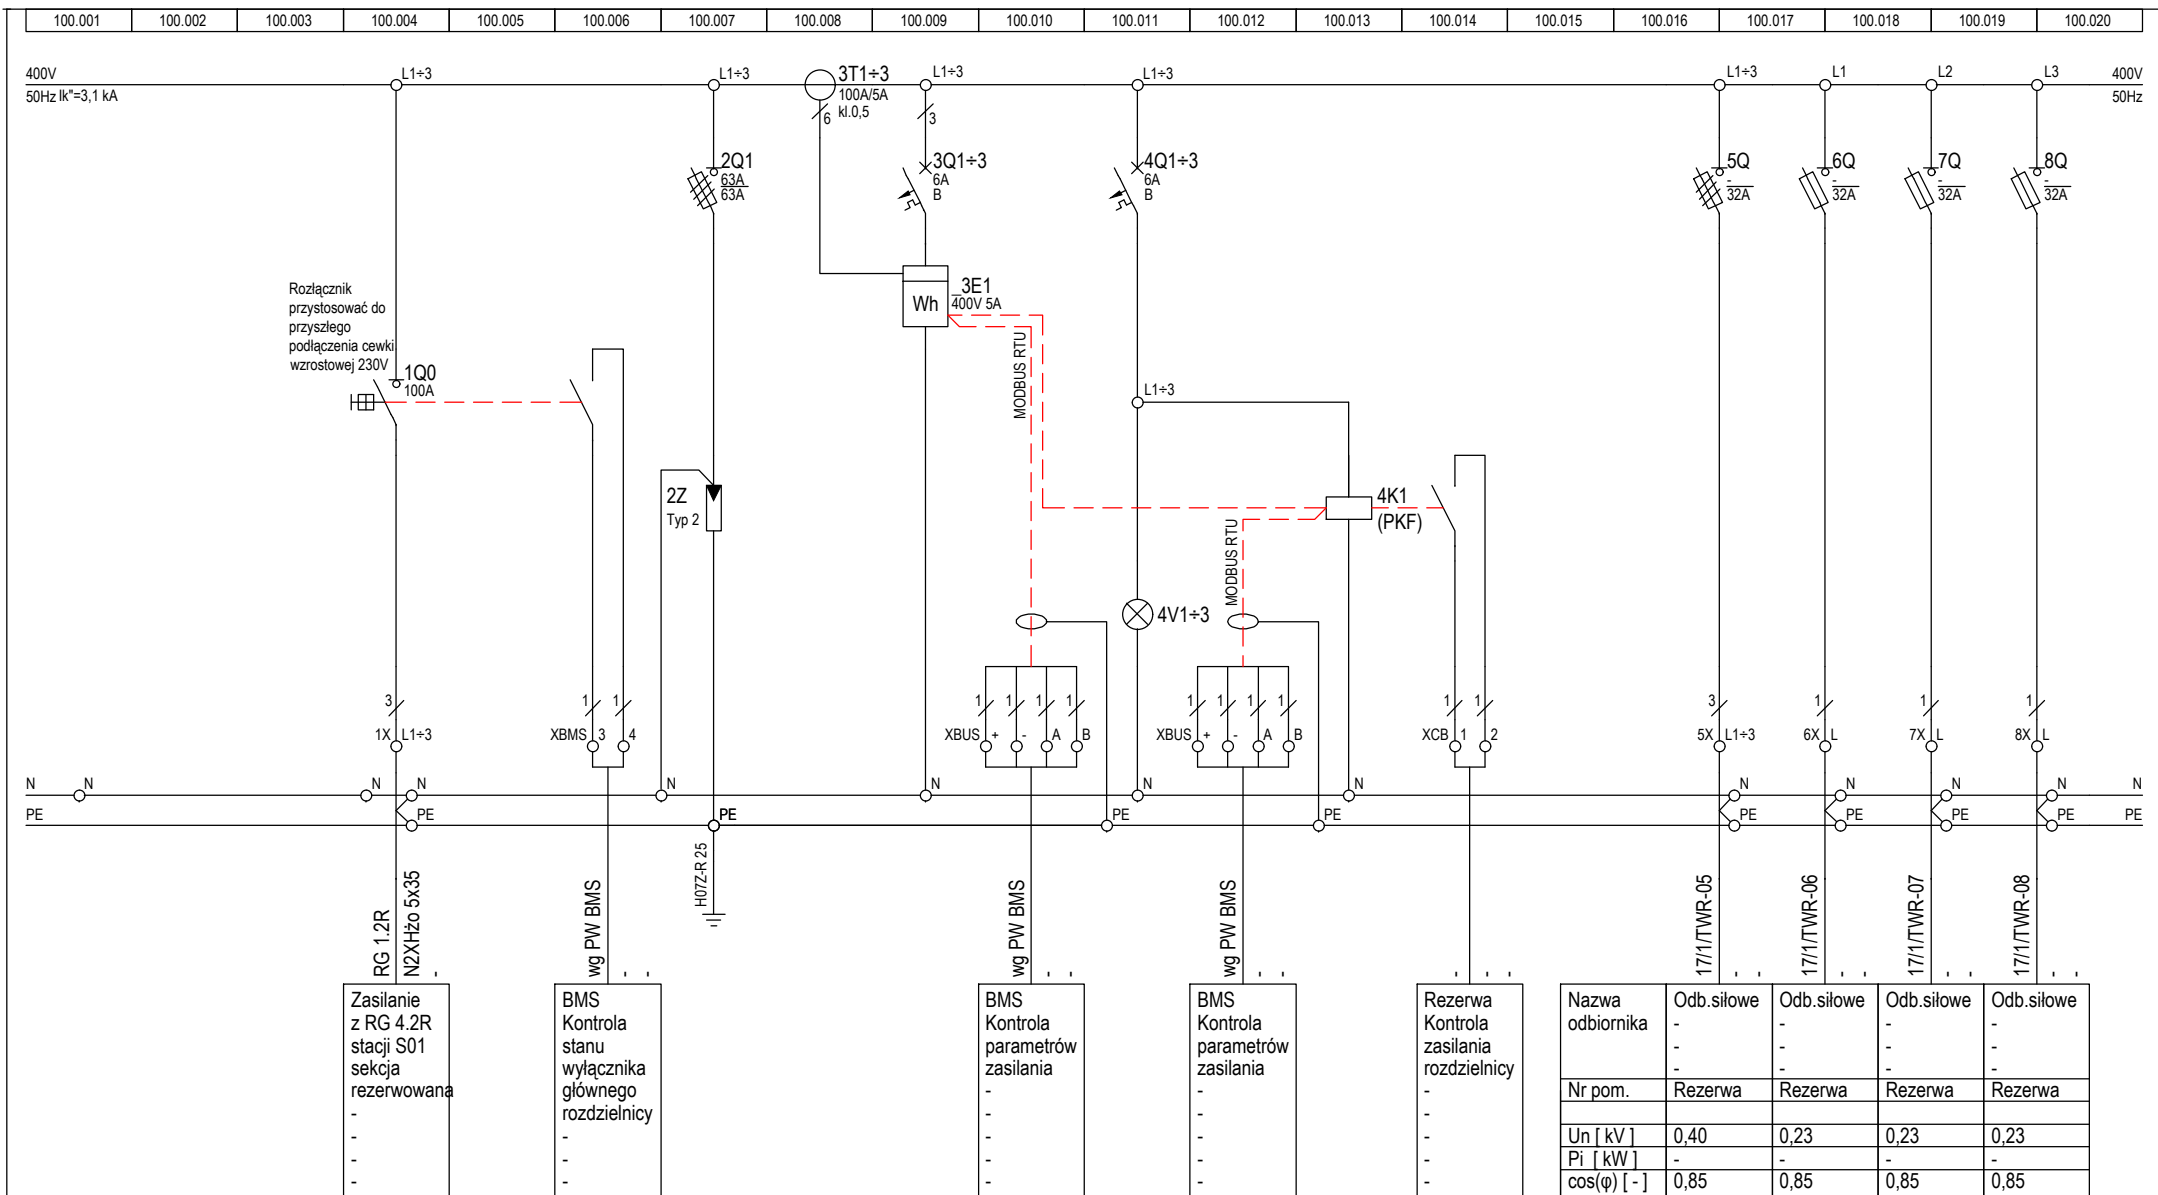 100.001 100.002 100.003 100.004 100.005 100.006 100.007 100.008 100.009 100.010 100.011 100.012 100.013 100.014 100.015 100.016 100.017 100.018 100.019 100.020
400V L1÷3 L1÷3 3T1÷3 L1÷3 L1÷3 L1÷3 L1 L2 L3 400V
50Hz Ik"=3,1 kA 100A/5A 50Hz
kl.0,5
6 3
2Q1 3Q1÷3 4Q1÷3 5Q 6Q 7Q 8Q
63A 6A 6A - - - -
63A B B 32A 32A 32A 32A
Rozłącznik
przystosować do
przyszłego
podłączenia cewki
wzrostowej 230V
1Q0
100A
Wh
_3E1
400V 5A
MODBUS RTU
L1÷3
2Z
Typ 2
4K1
(PKF)
MODBUS RTU
4V1÷3
3 1 1 1 1 1 1 1 1 1 1 1 1 3 1 1 1
1X L1÷3 XBMS 3 4 XBUS + - A B XBUS + - A B XCB 1 2 5X L1÷3 6X L 7X L 8X L
N N N N N N N N N N N N N
PE PE PE PE PE PE PE PE PE PE
RG 1.2R
N2XHżo 5x35
-
wg PW BMS
- -
H07Z-R 25
wg PW BMS
- -
wg PW BMS
- -
- - -
17/1/TWR-05
- -
17/1/TWR-06
- -
17/1/TWR-07
- -
17/1/TWR-08
- -
Zasilanie
z RG 4.2R
stacji S01
sekcja
rezerwowana
-
-
-
-
BMS
Kontrola
stanu
wyłącznika
głównego
rozdzielnicy
-
-
-
BMS
Kontrola
parametrów
zasilania
-
-
-
-
-
BMS
Kontrola
parametrów
zasilania
-
-
-
-
-
Rezerwa
Kontrola
zasilania
rozdzielnicy
-
-
-
-
-
Nazwa Odb.siłowe Odb.siłowe Odb.siłowe Odb.siłowe
odbiornika - - - -
- - - -
- - - -
Nr pom. Rezerwa Rezerwa Rezerwa Rezerwa
Un [ kV ] 0,40 0,23 0,23 0,23
Pi [ kW ] - - - -
cos(φ) [ - ] 0,85 0,85 0,85 0,85